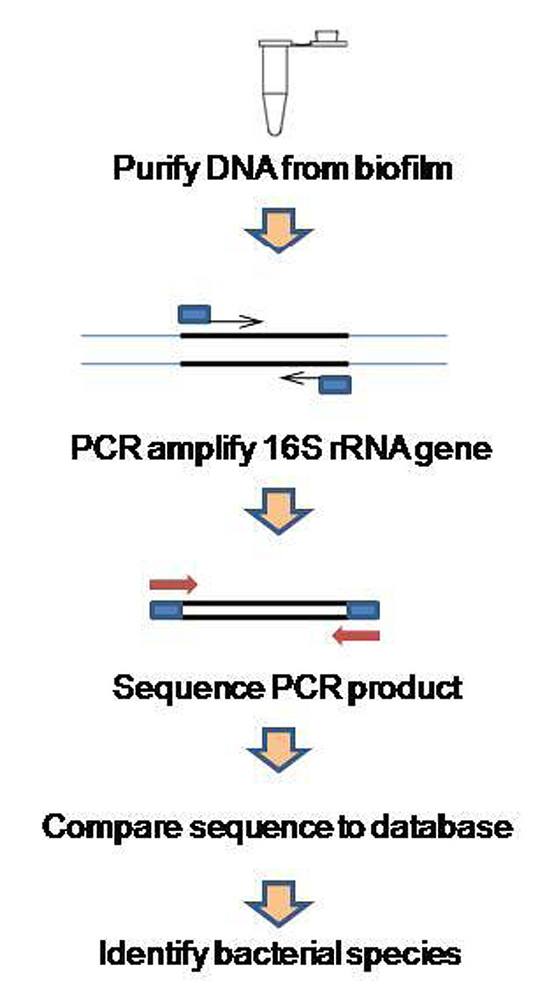 Purify DNA from biofilm
PCR amplify 16S rRNA gene
Sequence PCR product
Compare sequence to database
Identify bacterial species